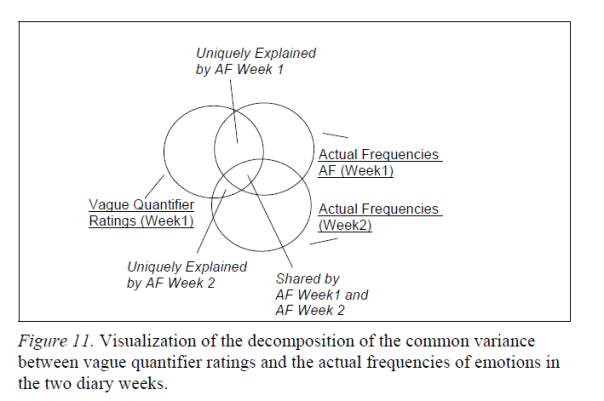 Uniquely Explained
by AF Week 1
Actual Frequencies
AF (Week1)
Vague Quantifier
Ratings (Week1)
Actual Frequencies
(Week2)
Uniquely Explained
by AF Week 2
Shared by
AF Week1 and
AF Week 2
Figure 11. Visualization of the decomposition of the common variance
between vague quantifier ratings and the actual frequencies of emotions in
the two diary weeks.